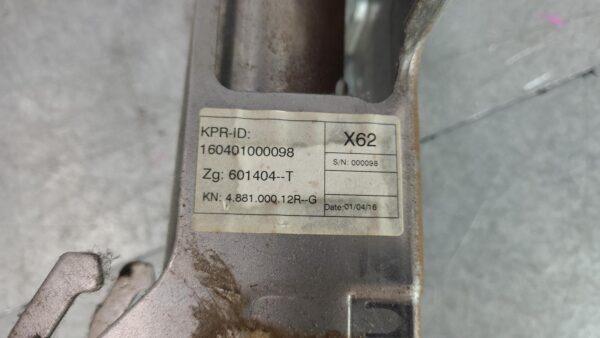 KPR-ID:
160401000098
Zg: 601404--T
KN: 4.881.000.12R--G
X62
S/N: 000098
Date:01/04/16